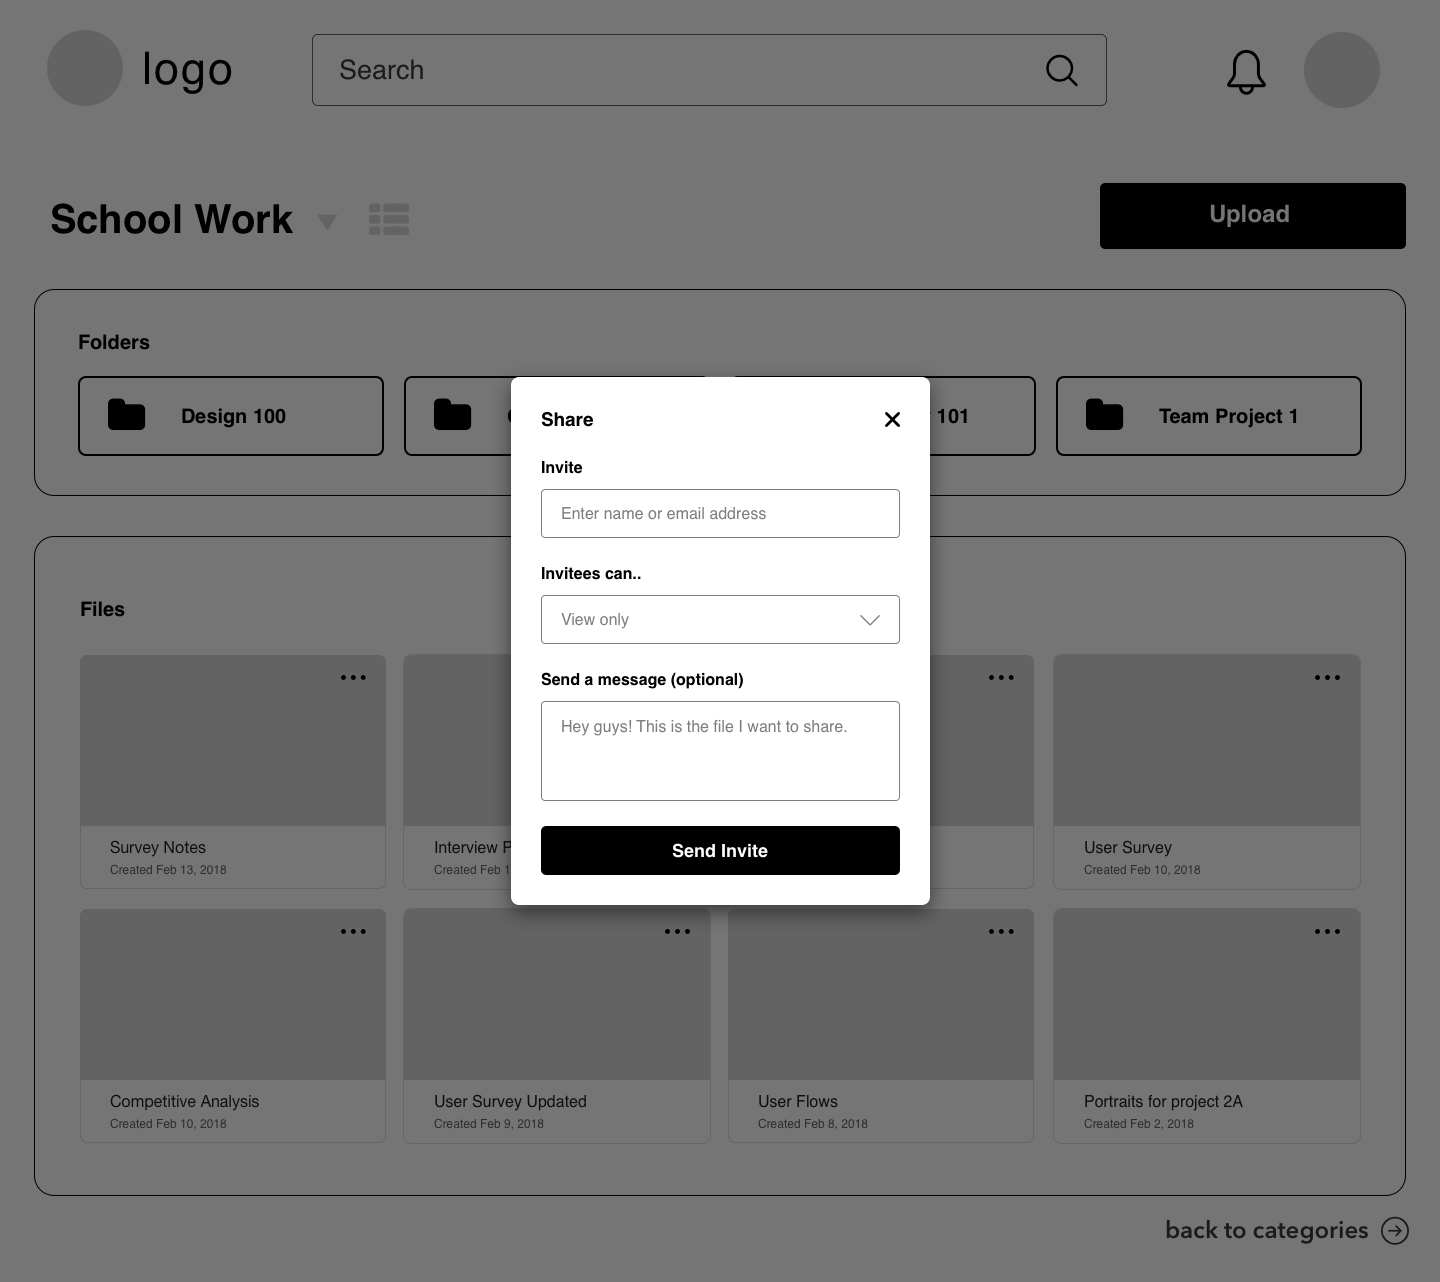 logo
Search
School Work
Upload
Folders
Design 100
101
Team Project 1
Share
Invite
Enter name or email address
Invitees can..
View only
Send a message (optional)
Hey guys! This is the file I want to share.
Send Invite
Files
Survey Notes
Created Feb 13, 2018
Interview
Created Feb
User Survey
Created Feb 10, 2018
Competitive Analysis
Created Feb 10, 2018
User Survey Updated
Created Feb 9, 2018
User Flows
Created Feb 8, 2018
Portraits for project 2A
Created Feb 2, 2018
back to categories